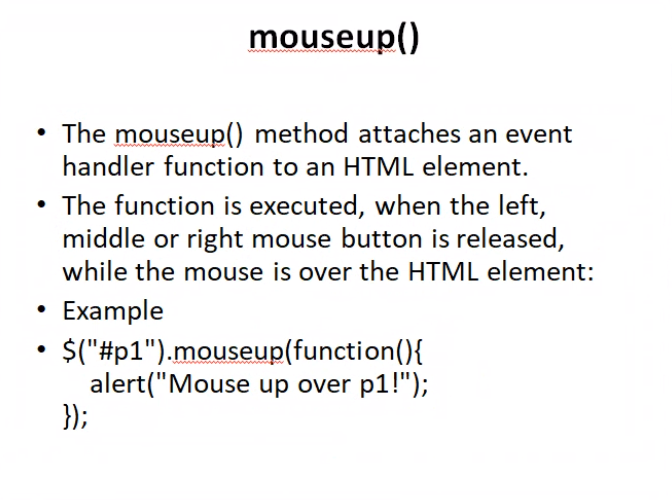 mouseup()
• The mouseup() method attaches an event
handler function to an HTML element.
• The function is executed, when the left,
middle or right mouse button is released,
while the mouse is over the HTML element:
• Example
• $("#p1").mouseup(function(){
alert("Mouse up over p1!");
});